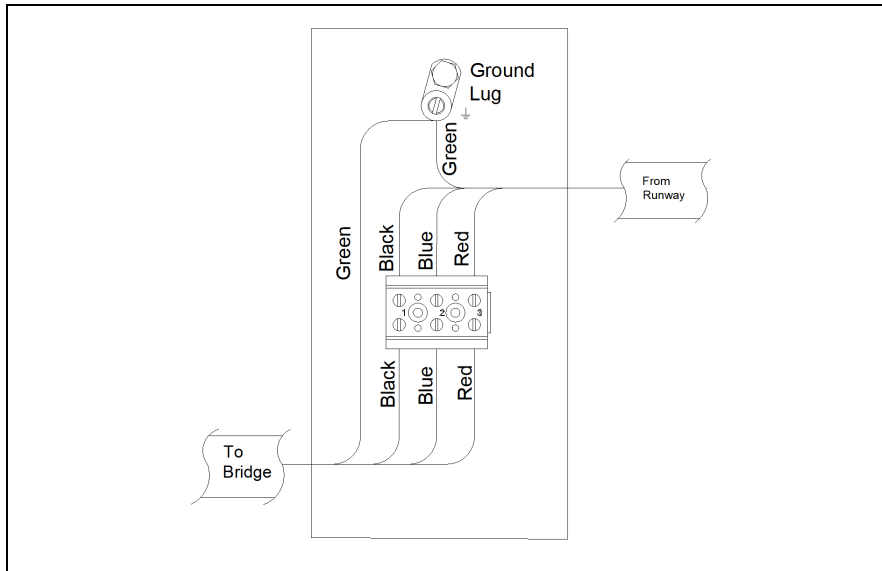 Ground
Lug
Green
From
Runway
Green
Black
Blue
Red
1
2
3
Black
Blue
Red
To
Bridge